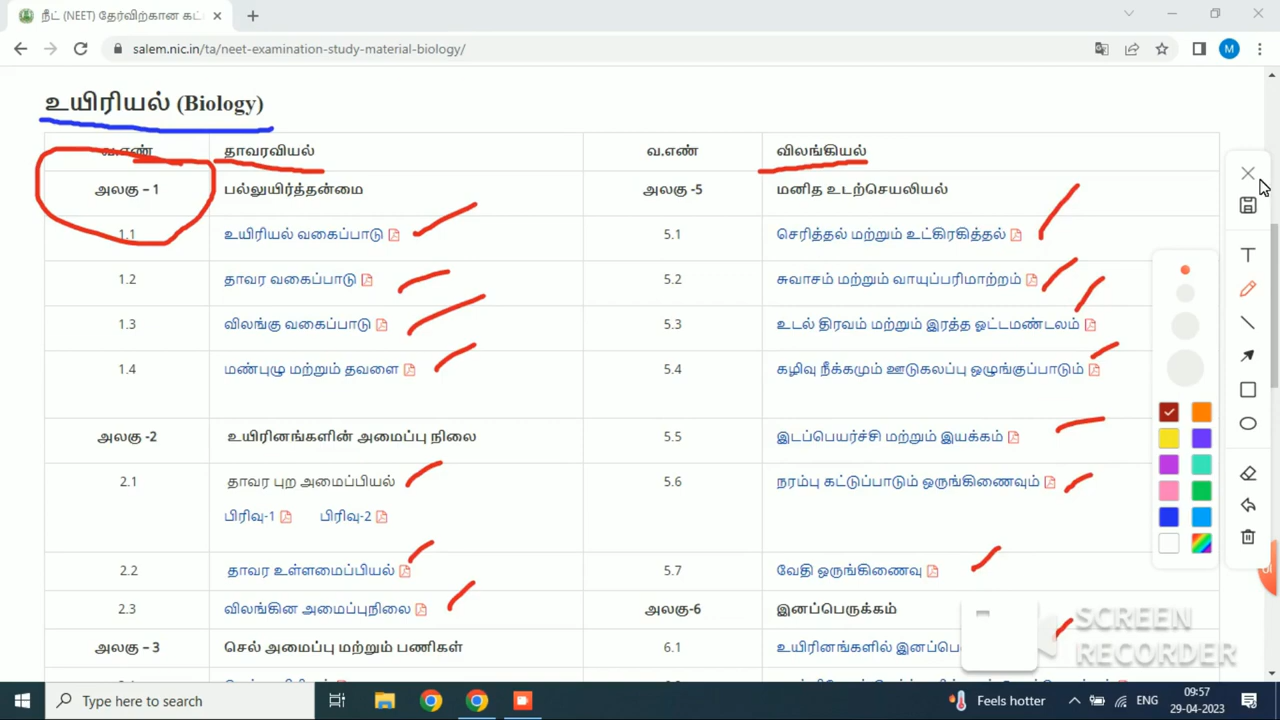 நீட் (NEET) தேர்விற்கான கட்
salem.nic.in/ta/neet-examination-study-material-biology/
M
உயிரியல் (Biology)
வ.எண் தாவரவியல் வ.எண் விலங்கியல்
அலகு – 1 பல்லுயிர்த்தன்மை அலகு -5 மனித உடற்செயலியல்
1.1 உயிரியல் வகைப்பாடு 5.1 செரித்தல் மற்றும் உட்கிரகித்தல்
1.2 தாவர வகைப்பாடு 5.2 சுவாசம் மற்றும் வாயுப்பரிமாற்றம்
1.3 விலங்கு வகைப்பாடு 5.3 உடல் திரவம் மற்றும் இரத்த ஓட்டமண்டலம்
1.4 மண்புழு மற்றும் தவளை 5.4 கழிவு நீக்கமும் ஊடுகலப்பு ஒழுங்குப்பாடும்
அலகு -2 உயிரினங்களின் அமைப்பு நிலை 5.5 இடப்பெயர்ச்சி மற்றும் இயக்கம்
2.1 தாவர புற அமைப்பியல் 5.6 நரம்பு கட்டுப்பாடும் ஒருங்கிணைவும்
பிரிவு-1 பிரிவு-2
2.2 தாவர உள்ளமைப்பியல் 5.7 வேதி ஒருங்கிணைவு
2.3 விலங்கின அமைப்புநிலை அலகு-6 இனப்பெருக்கம்
அலகு – 3 செல் அமைப்பு மற்றும் பணிகள் 6.1 உயிரினங்களில்
SCREEN
RECORDER
Type here to search
Feels hotter
ENG
09:57
29-04-2023